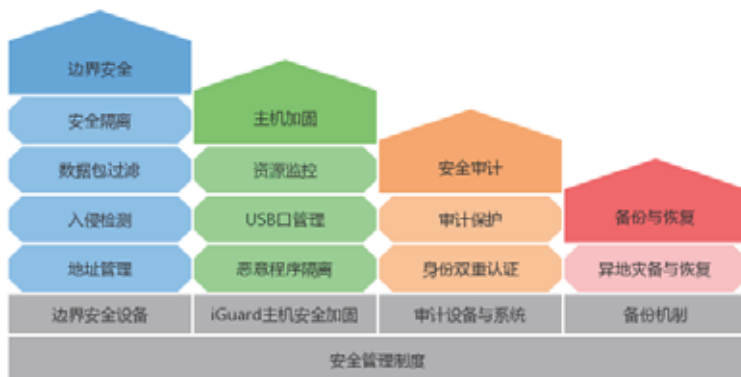 边界安全
安全隔离
数据包过滤
入侵检测
地址管理
边界安全设备
主机加固
资源监控
USB口管理
恶意程序隔离
iGuard主机安全加固
安全审计
审计保护
身份双重认证
审计设备与系统
备份与恢复
异地灾备与恢复
备份机制
安全管理制度